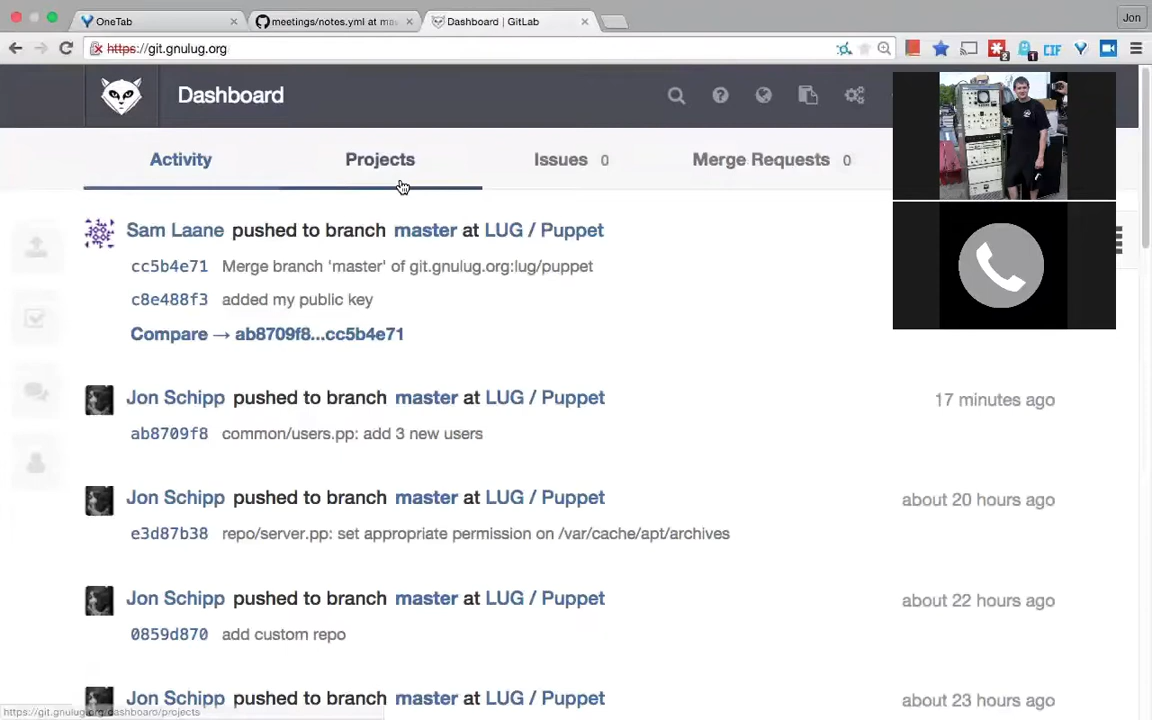 OneTab
meetings/notes.yml at mas
Dashboard | GitLab
Jon
https://git.gnulug.org
2
1
CIF
Dashboard
Activity
Projects
Issues 0
Merge Requests 0
Sam Laane pushed to branch master at LUG / Puppet
cc5b4e71 Merge branch 'master' of git.gnulug.org:lug/puppet
c8e488f3 added my public key
Compare → ab8709f8...cc5b4e71
Jon Schipp pushed to branch master at LUG / Puppet
17 minutes ago
ab8709f8 common/users.pp: add 3 new users
Jon Schipp pushed to branch master at LUG / Puppet
about 20 hours ago
e3d87b38 repo/server.pp: set appropriate permission on /var/cache/apt/archives
Jon Schipp pushed to branch master at LUG / Puppet
about 22 hours ago
0859d870 add custom repo
Jon Schipp pushed to branch master at LUG / Puppet
about 23 hours ago
https://git.gnulug.org/dashboard/projects